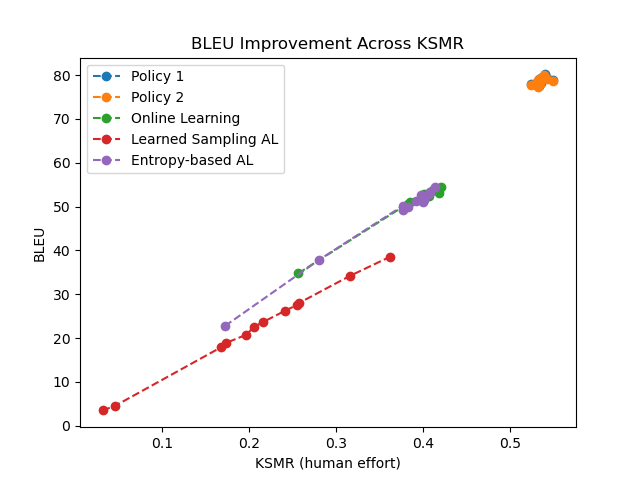 BLEU Improvement Across KSMR
Policy 1
Policy 2
Online Learning
Learned Sampling AL
Entropy-based AL
BLEU
80
70
60
50
40
30
20
10
0
0.1 0.2 0.3 0.4 0.5
KSMR (human effort)